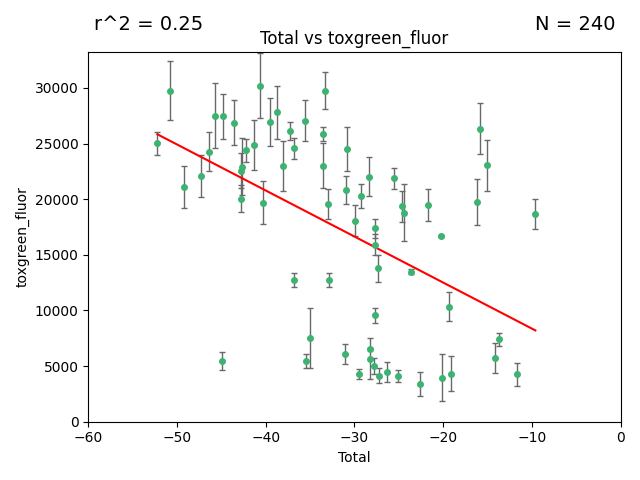 r^2 = 0.25 N = 240
Total vs toxgreen_fluor
30000
25000
20000
15000
10000
5000
0
toxgreen_fluor
−60 −50 −40 −30 −20 −10 0
Total